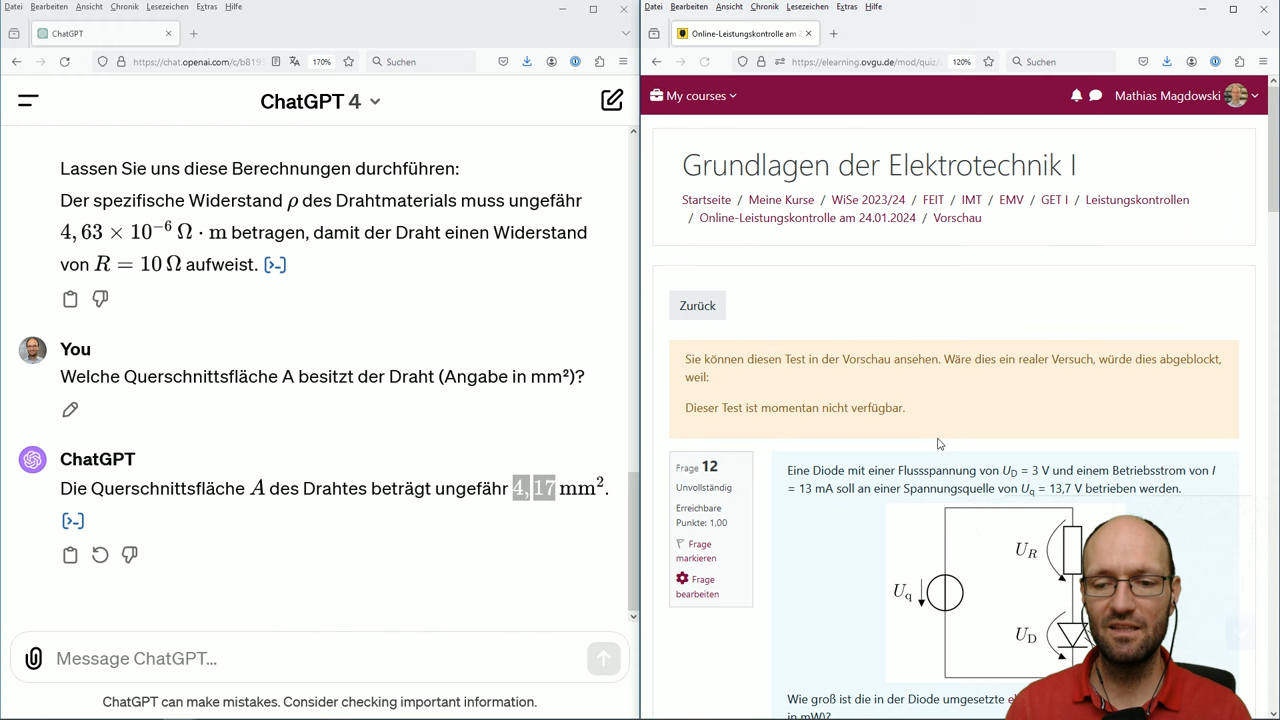 Datei Bearbeiten Ansicht Chronik Lesezeichen Extras Hilfe
ChatGPT
https://chat.openai.com/c/b819
170%
Suchen
ChatGPT 4
Lassen Sie uns diese Berechnungen durchführen:
Der spezifische Widerstand ρ des Drahtmaterials muss ungefähr
4,63 × 10⁻⁶ Ω · m betragen, damit der Draht einen Widerstand
von R = 10 Ω aufweist. [>-]
You
Welche Querschnittsfläche A besitzt der Draht (Angabe in mm²)?
ChatGPT
Die Querschnittsfläche A des Drahtes beträgt ungefähr 4,17 mm².
[>-]
Message ChatGPT...
ChatGPT can make mistakes. Consider checking important information.
Datei Bearbeiten Ansicht Chronik Lesezeichen Extras Hilfe
Online-Leistungskontrolle am 2
https://elearning.ovgu.de/mod/quiz/
120%
Suchen
My courses
Mathias Magdowski
Grundlagen der Elektrotechnik I
Startseite / Meine Kurse / WiSe 2023/24 / FEIT / IMT / EMV / GET I / Leistungskontrollen
/ Online-Leistungskontrolle am 24.01.2024 / Vorschau
Zurück
Sie können diesen Test in der Vorschau ansehen. Wäre dies ein realer Versuch, würde dies abgeblockt,
weil:
Dieser Test ist momentan nicht verfügbar.
Frage 12
Unvollständig
Erreichbare
Punkte: 1,00
Frage
markieren
Frage
bearbeiten
Eine Diode mit einer Flussspannung von U_D = 3 V und einem Betriebsstrom von I
= 13 mA soll an einer Spannungsquelle von U_q = 13,7 V betrieben werden.
U_R
U_q
U_D
Wie groß ist die in der Diode umgesetzte
in mW)?